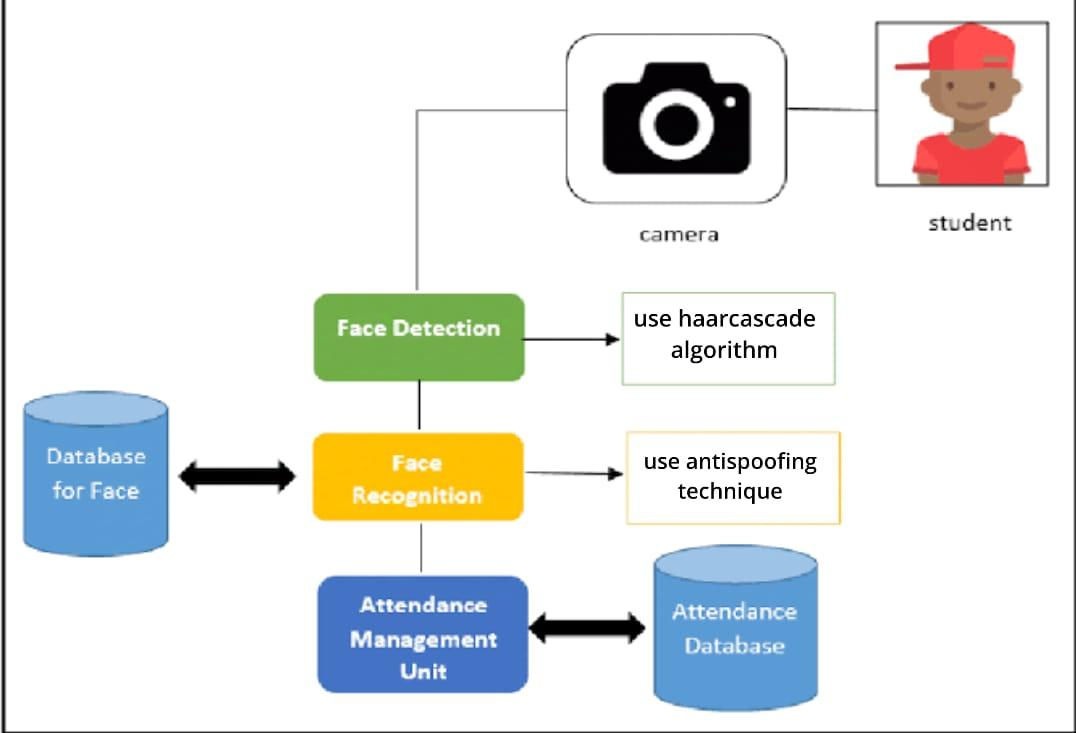 student
camera
Face Detection
use haarcascade
algorithm
Database
for Face
Face
Recognition
use antispoofing
technique
Attendance
Management
Unit
Attendance
Database